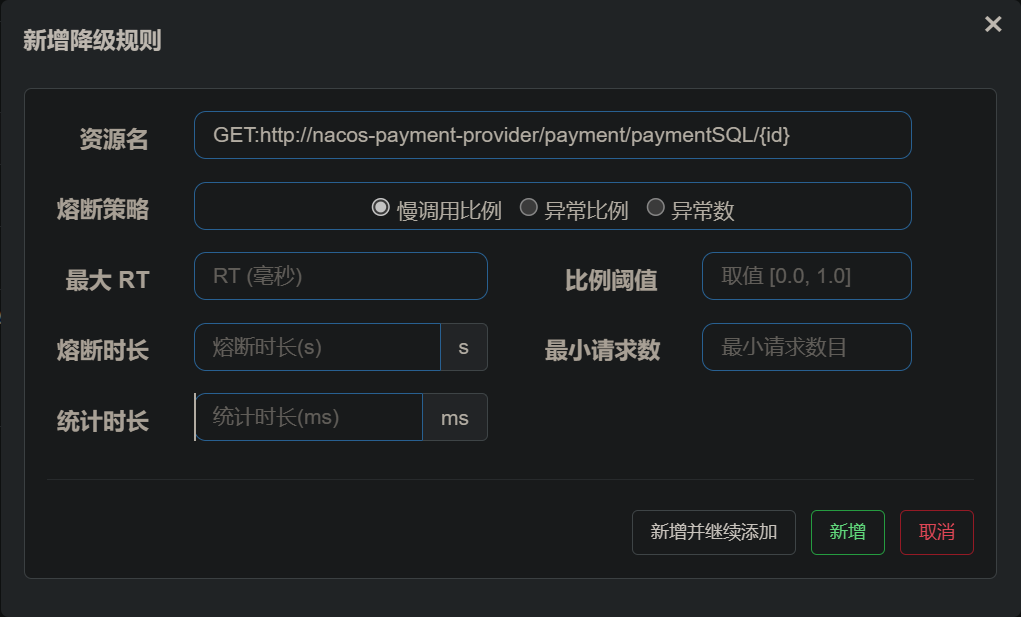 新增降级规则
资源名 GET:http://nacos-payment-provider/payment/paymentSQL/{id}
熔断策略 慢调用比例 异常比例 异常数
最大 RT RT (毫秒) 比例阈值 取值 [0.0, 1.0]
熔断时长 熔断时长(s) s 最小请求数 最小请求数目
统计时长 统计时长(ms) ms
新增并继续添加 新增 取消